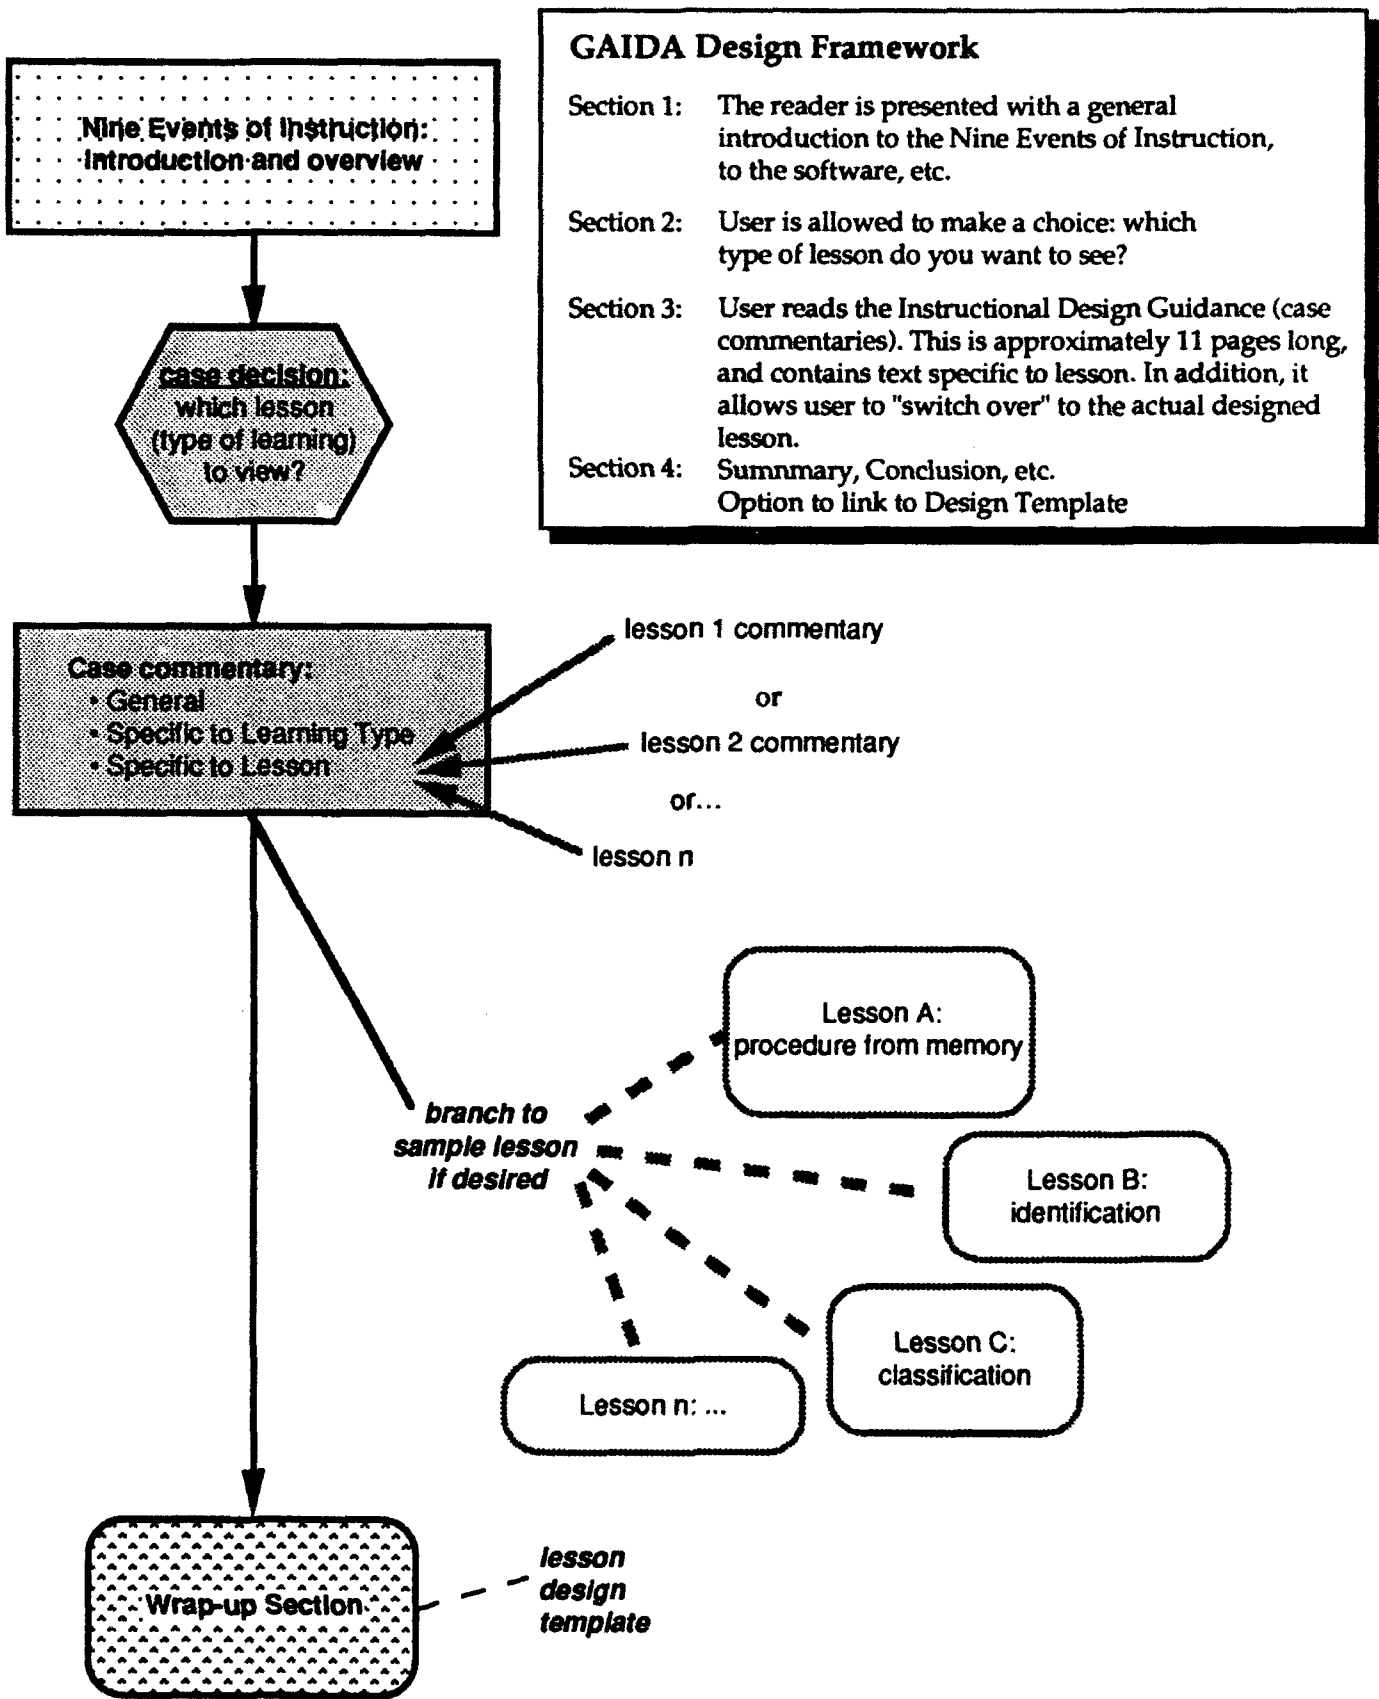 GAIDA Design Framework
Section 1: The reader is presented with a general
introduction to the Nine Events of Instruction,
to the software, etc.
Section 2: User is allowed to make a choice: which
type of lesson do you want to see?
Section 3: User reads the Instructional Design Guidance (case
commentaries). This is approximately 11 pages long,
and contains text specific to lesson. In addition, it
allows user to "switch over" to the actual designed
lesson.
Section 4: Sumnmary, Conclusion, etc.
Option to link to Design Template
Nine Events of Instruction:
Introduction and overview
case decision:
which lesson
(type of learning)
to view?
Case commentary:
• General
• Specific to Learning Type
• Specific to Lesson
lesson 1 commentary
or
lesson 2 commentary
or...
lesson n
branch to
sample lesson
if desired
Lesson A:
procedure from memory
Lesson B:
identification
Lesson C:
classification
Lesson n: ...
Wrap-up Section
lesson
design
template